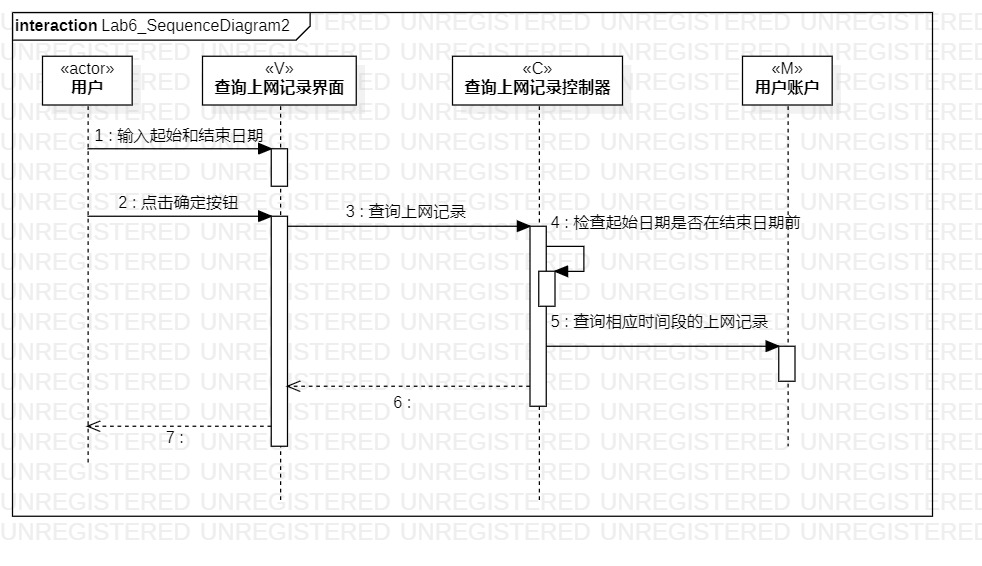 interaction Lab6_SequenceDiagram2
«actor»
用户
«V»
查询上网记录界面
«C»
查询上网记录控制器
«M»
用户账户
1 : 输入起始和结束日期
2 : 点击确定按钮
3 : 查询上网记录
4 : 检查起始日期是否在结束日期前
5 : 查询相应时间段的上网记录
6 :
7 :
UNREGISTERED UNREGISTERED UNREGISTERED UNREGISTERED UNREGISTERED